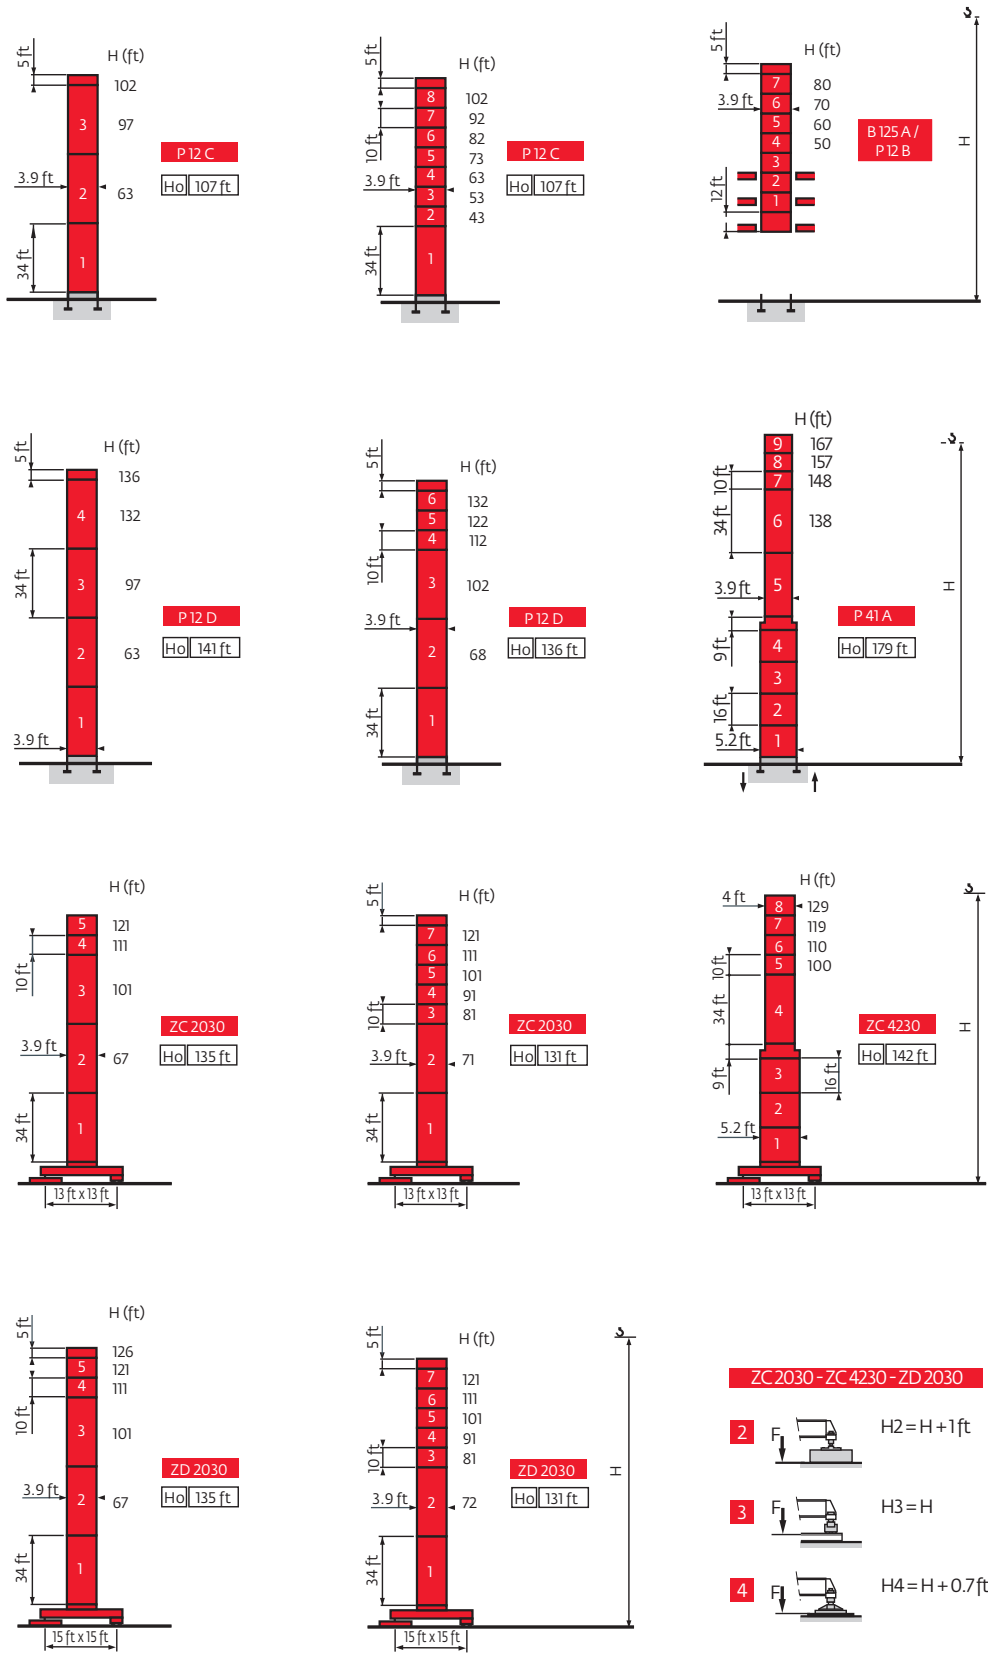 5 ft
H (ft)
102
3
97
P 12 C
3.9 ft
Ho 107 ft
2
63
34 ft
1
5 ft
H (ft)
8 102
7 92
10 ft
6 82
5 73
P 12 C
4 63
3.9 ft
Ho 107 ft
3 53
2 43
34 ft
1
5 ft
H (ft)
7 80
3.9 ft
6 70
5 60
4 50
B 125 A /
P 12 B
3
2
12 ft
1
H
5 ft
H (ft)
136
4
132
34 ft
3
97
P 12 D
2
63
Ho 141 ft
1
3.9 ft
5 ft
H (ft)
6 132
5 122
4 112
10 ft
3
102
P 12 D
3.9 ft
Ho 136 ft
2
68
34 ft
1
H (ft)
9 167
8 157
10 ft
7 148
34 ft
6 138
5
3.9 ft
P 41 A
9 ft
4
Ho 179 ft
3
16 ft
2
5.2 ft
1
H
H (ft)
5 121
4 111
10 ft
3 101
ZC 2030
3.9 ft
2 67
Ho 135 ft
34 ft
1
13 ft x 13 ft
5 ft
H (ft)
7 121
6 111
5 101
4 91
10 ft
3 81
ZC 2030
3.9 ft
2 71
Ho 131 ft
34 ft
1
13 ft x 13 ft
H (ft)
4 ft
8 129
7 119
6 110
10 ft
5 100
34 ft
4
ZC 4230
Ho 142 ft
9 ft
3
16 ft
2
5.2 ft
1
13 ft x 13 ft
H
5 ft
H (ft)
126
5 121
4 111
10 ft
3 101
ZD 2030
3.9 ft
2 67
Ho 135 ft
34 ft
1
15 ft x 15 ft
5 ft
H (ft)
7 121
6 111
5 101
4 91
10 ft
3 81
ZD 2030
3.9 ft
2 72
Ho 131 ft
34 ft
1
15 ft x 15 ft
H
ZC 2030 - ZC 4230 - ZD 2030
2 F H2 = H + 1 ft
3 F H3 = H
4 F H4 = H + 0.7 ft